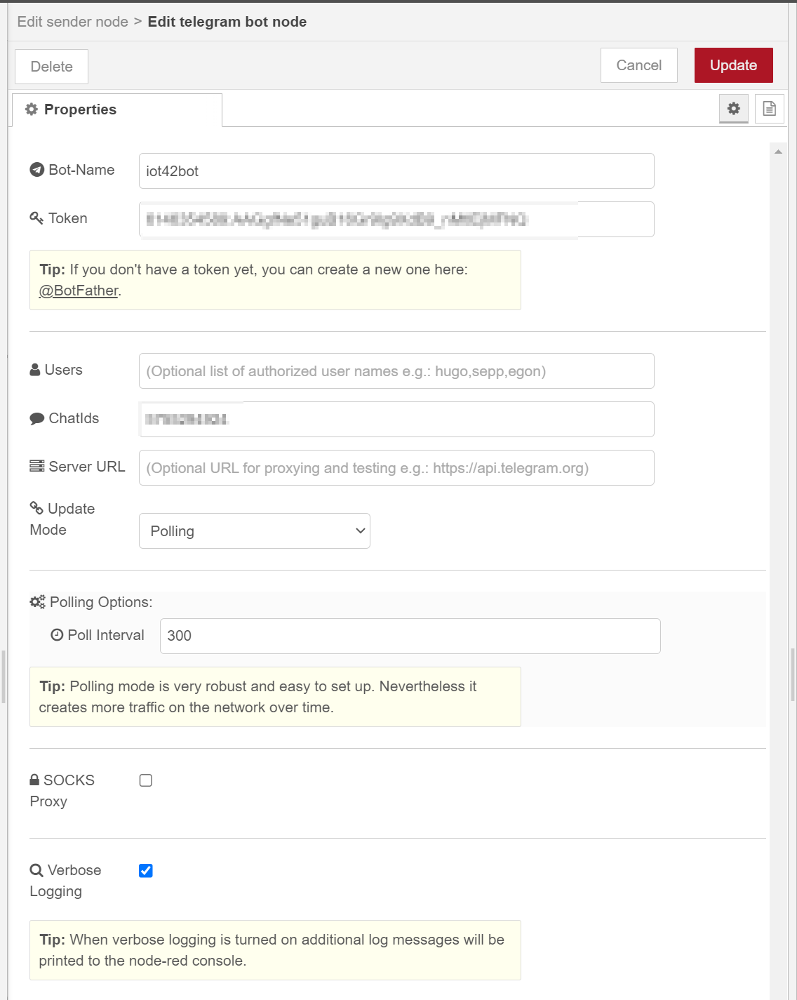 Edit sender node > Edit telegram bot node
Delete
Cancel
Update
Properties
Bot-Name
iot42bot
Token
Tip: If you don't have a token yet, you can create a new one here:
@BotFather.
Users
(Optional list of authorized user names e.g.: hugo,sepp,egon)
ChatIds
Server URL
(Optional URL for proxying and testing e.g.: https://api.telegram.org)
Update
Mode
Polling
Polling Options:
Poll Interval
300
Tip: Polling mode is very robust and easy to set up. Nevertheless it
creates more traffic on the network over time.
SOCKS
Proxy
Verbose
Logging
Tip: When verbose logging is turned on additional log messages will be
printed to the node-red console.